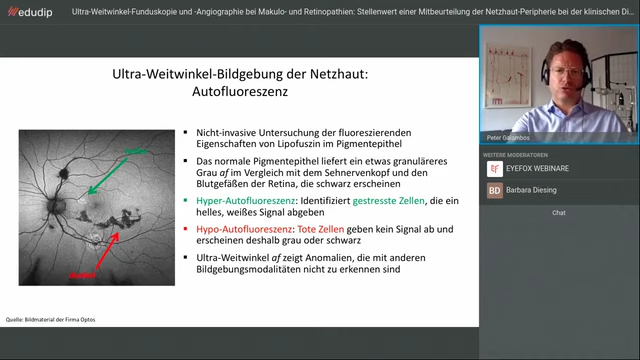 edudip
Ultra-Weitwinkel-Funduskopie und -Angiographie bei Makulo- und Retinopathien: Stellenwert einer Mitbeurteilung der Netzhaut-Peripherie bei der klinischen Di...
Ultra-Weitwinkel-Bildgebung der Netzhaut:
Autofluoreszenz
Nicht-invasive Untersuchung der fluoreszierenden
Eigenschaften von Lipofuszin im Pigmentepithel
Das normale Pigmentepithel liefert ein etwas granuläreres
Grau af im Vergleich mit dem Sehnervenkopf und den
Blutgefäßen der Retina, die schwarz erscheinen
Hyper-Autofluoreszenz: Identifiziert gestresste Zellen, die ein
helles, weißes Signal abgeben
Hypo-Autofluoreszenz: Tote Zellen geben kein Signal ab und
erscheinen deshalb grau oder schwarz
Ultra-Weitwinkel af zeigt Anomalien, die mit anderen
Bildgebungsmodalitäten nicht zu erkennen sind
Quelle: Bildmaterial der Firma Optos
Peter Galambos
WEITERE MODERATOREN
EYEFOX WEBINARE
BD
Barbara Diesing
Chat